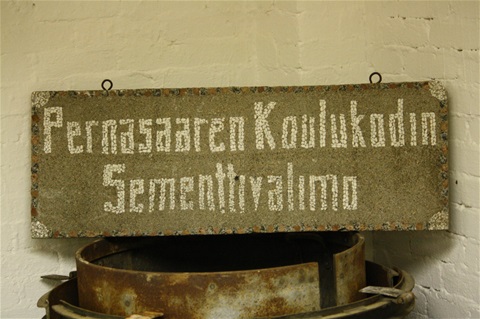 Pernasaaren Koulukodin
Sementtivalimo